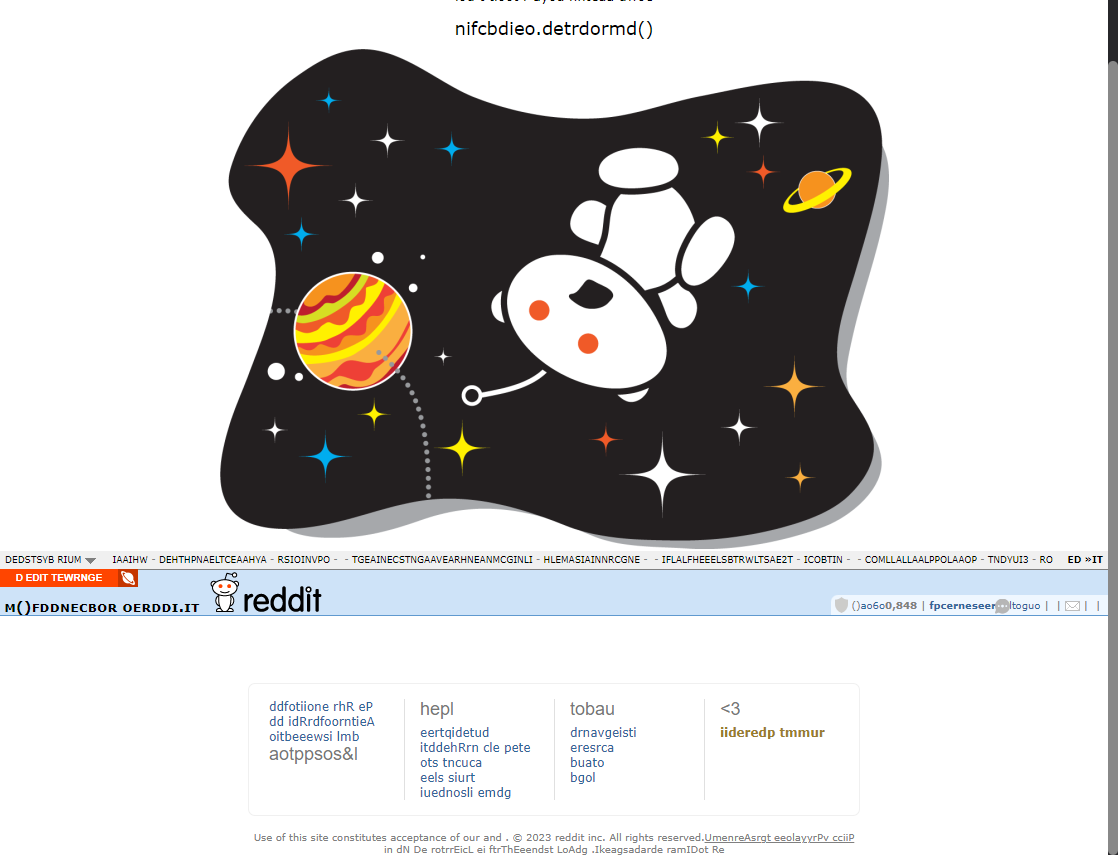 nifcbdieo.detrdormd()
DEDSTSYB RIUM IAAIHW - DEHTHPNAELTCEAAHYA - RSIOINVPO - - TGEAINECSTNGAAVEARHNEANMCGINLI - HLEMASIAINNRCGNE - - IFLALFHEEELSBTRWLTSAE2T - ICOBTIN - - COMLLALLAALPPOLAAOP - TNDYUI3 - RO ED »IT
D EDIT TEWRNGE
M()FDDNECBOR OERDDI.IT reddit ()ao6o0,848 | fpcerneseer ltoguo | | | |
ddfotiione rhR eP
dd idRrdfoorntieA
oitbeeewsi lmb
aotppsos&l
hepl
eertqidetud
itddehRrn cle pete
ots tncuca
eels siurt
iuednosli emdg
tobau
drnavgeisti
eresrca
buato
bgol
<3
iideredp tmmur
Use of this site constitutes acceptance of our and . © 2023 reddit inc. All rights reserved.UmenreAsrgt eeolayyrPv cciiP
in dN De rotrrEicL ei ftrThEeendst LoAdg .Ikeagsadarde ramIDot Re